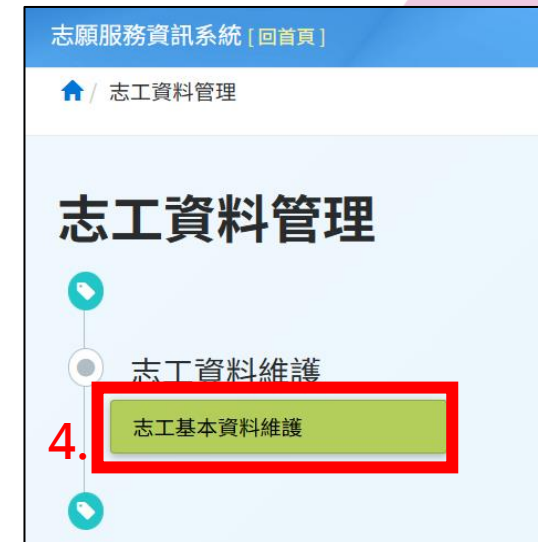 志願服務資訊系統 [ 回首頁 ]
/ 志工資料管理
志工資料管理
志工資料維護
4. 志工基本資料維護